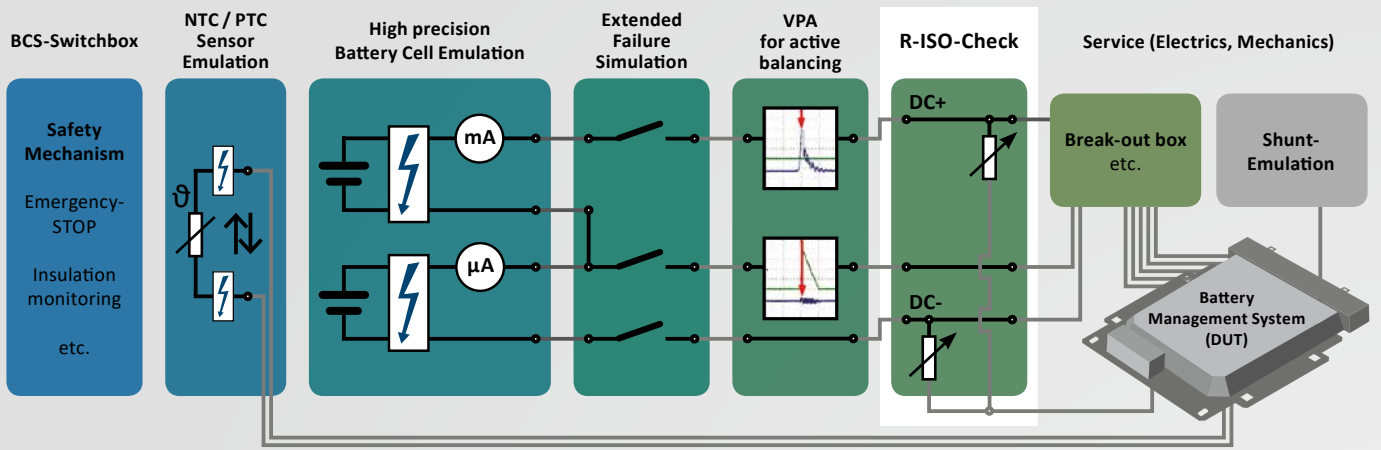 BCS-Switchbox
NTC / PTC
Sensor
Emulation
High precision
Battery Cell Emulation
Extended
Failure
Simulation
VPA
for active
balancing
R-ISO-Check
Service (Electrics, Mechanics)
Safety
Mechanism
Emergency-
STOP
Insulation
monitoring
etc.
ϑ
mA
µA
DC+
DC-
Break-out box
etc.
Shunt-
Emulation
Battery
Management System
(DUT)